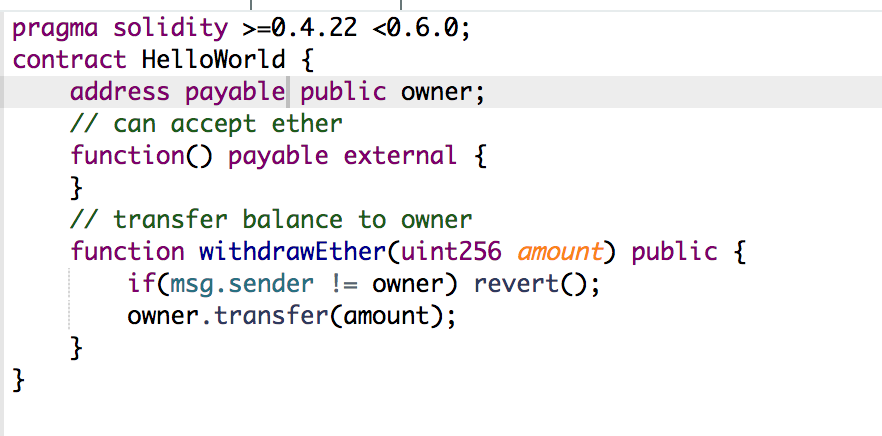 pragma solidity >=0.4.22 <0.6.0;
contract HelloWorld {
address payable public owner;
// can accept ether
function() payable external {
}
// transfer balance to owner
function withdrawEther(uint256 amount) public {
if(msg.sender != owner) revert();
owner.transfer(amount);
}
}